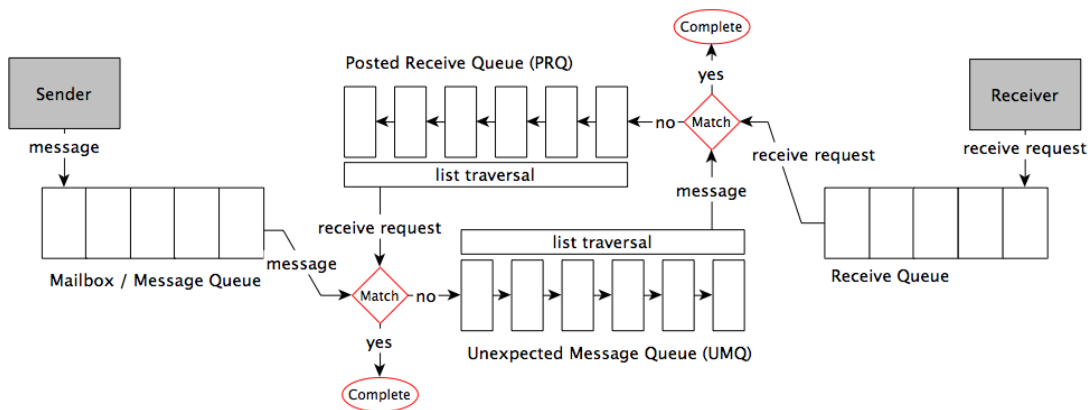 Complete
Posted Receive Queue (PRQ)
yes
Sender
Receiver
Match
no
message
receive request
receive request
list traversal
message
receive request
list traversal
message
Mailbox / Message Queue
Receive Queue
Match
no
yes
Unexpected Message Queue (UMQ)
Complete